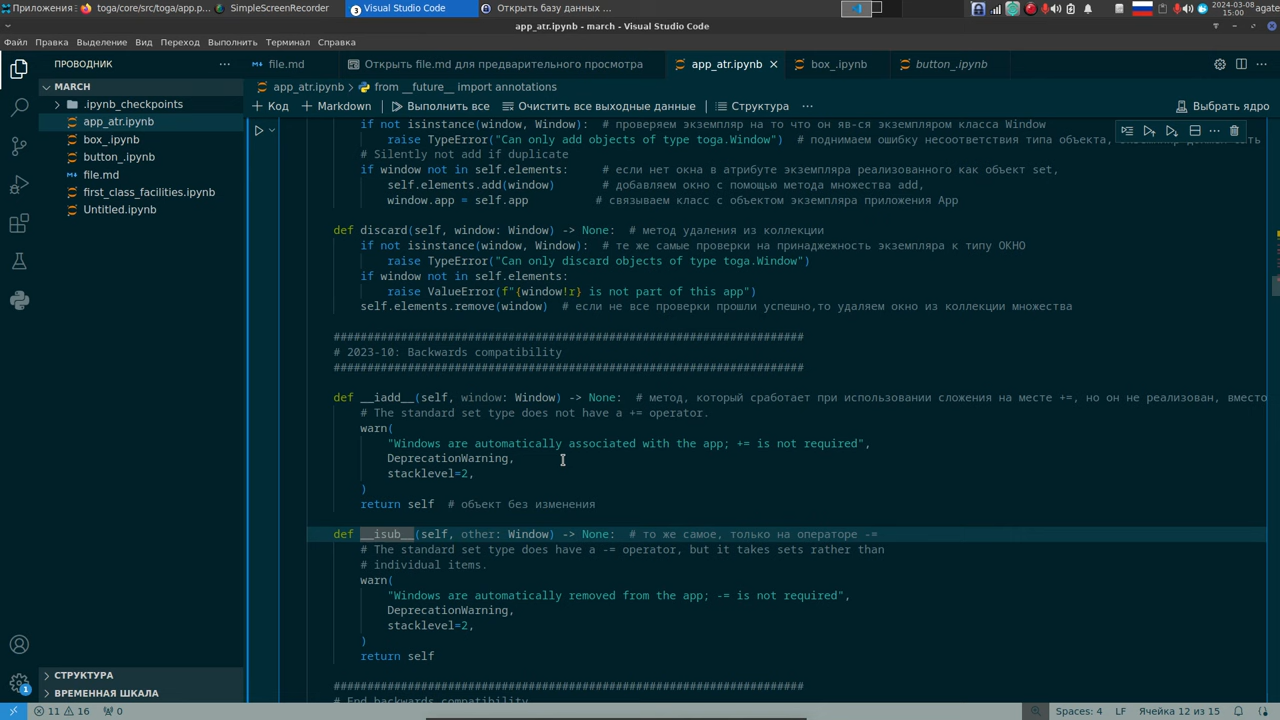 Приложения
toga/core/src/toga/app.p...
SimpleScreenRecorder
Visual Studio Code
Открыть базу данных ...
2024-03-08
15:00
agate
app_atr.ipynb - march - Visual Studio Code
Файл Правка Выделение Вид Переход Выполнить Терминал Справка
ПРОВОДНИК
file.md
Открыть file.md для предварительного просмотра
app_atr.ipynb
box_.ipynb
button_.ipynb
MARCH
app_atr.ipynb > from __future__ import annotations
.ipynb_checkpoints
Код Markdown Выполнить все Очистить все выходные данные Структура Выбрать ядро
app_atr.ipynb
box_.ipynb
button_.ipynb
file.md
first_class_facilities.ipynb
Untitled.ipynb
if not isinstance(window, Window): # проверяем экземпляр на то что он яв-ся экземпляром класса Window
raise TypeError("Can only add objects of type toga.Window") # поднимаем ошибку несоответствия типа объекта,
# Silently not add if duplicate
if window not in self.elements: # если нет окна в атрибуте экземпляра реализованного как объект set,
self.elements.add(window) # добавляем окно с помощью метода множества add,
window.app = self.app # связываем класс с объектом экземпляра приложения App
def discard(self, window: Window) -> None: # метод удаления из коллекции
if not isinstance(window, Window): # те же самые проверки на принаджежность экземпляра к типу ОКНО
raise TypeError("Can only discard objects of type toga.Window")
if window not in self.elements:
raise ValueError(f"{window!r} is not part of this app")
self.elements.remove(window) # если не все проверки прошли успешно,то удаляем окно из коллекции множества
######################################################################
# 2023-10: Backwards compatibility
######################################################################
def __iadd__(self, window: Window) -> None: # метод, который сработает при использовании сложения на месте +=, но он не реализован, вместо
# The standard set type does not have a += operator.
warn(
"Windows are automatically associated with the app; += is not required",
DeprecationWarning,
stacklevel=2,
)
return self # объект без изменения
def __isub__(self, other: Window) -> None: # то же самое, только на операторе -=
# The standard set type does have a -= operator, but it takes sets rather than
# individual items.
warn(
"Windows are automatically removed from the app; -= is not required",
DeprecationWarning,
stacklevel=2,
)
return self
######################################################################
# End backwards compatibility
СТРУКТУРА
ВРЕМЕННАЯ ШКАЛА
11 16 0
Spaces: 4 LF Ячейка 12 из 15